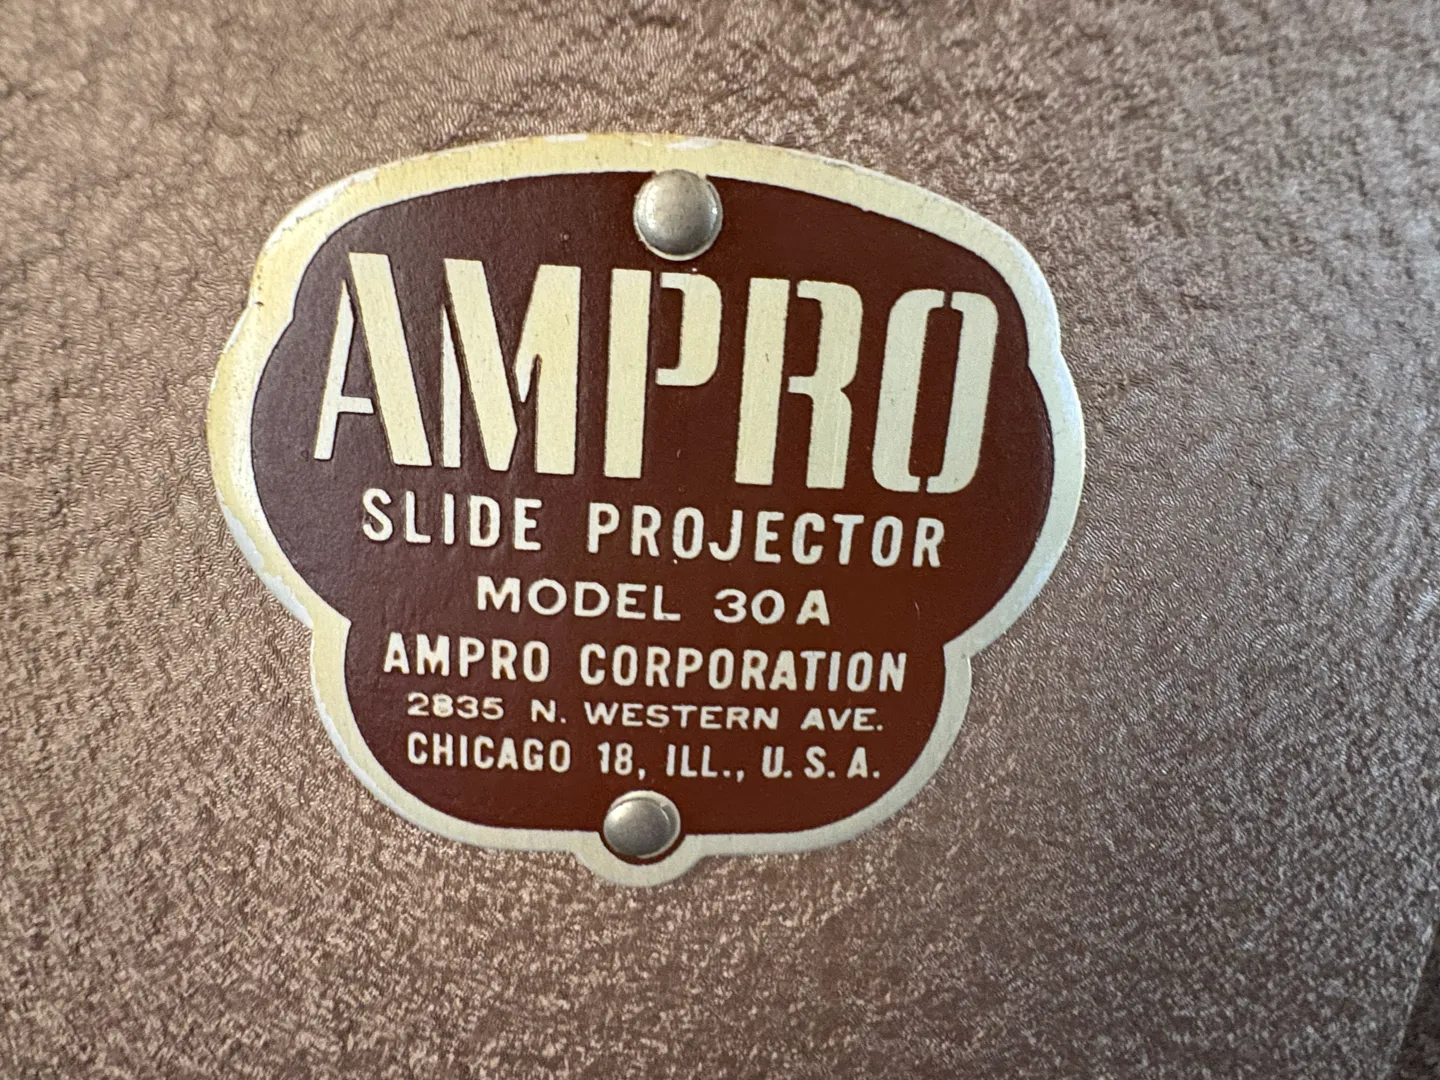 AMPRO
SLIDE PROJECTOR
MODEL 30A
AMPRO CORPORATION
2835 N. WESTERN AVE.
CHICAGO 18, ILL., U.S.A.